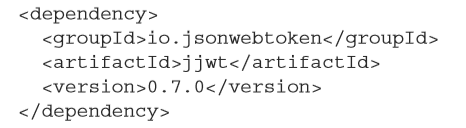 <dependency>
  <groupId>io.jsonwebtoken</groupId>
  <artifactId>jjwt</artifactId>
  <version>0.7.0</version>
</dependency>